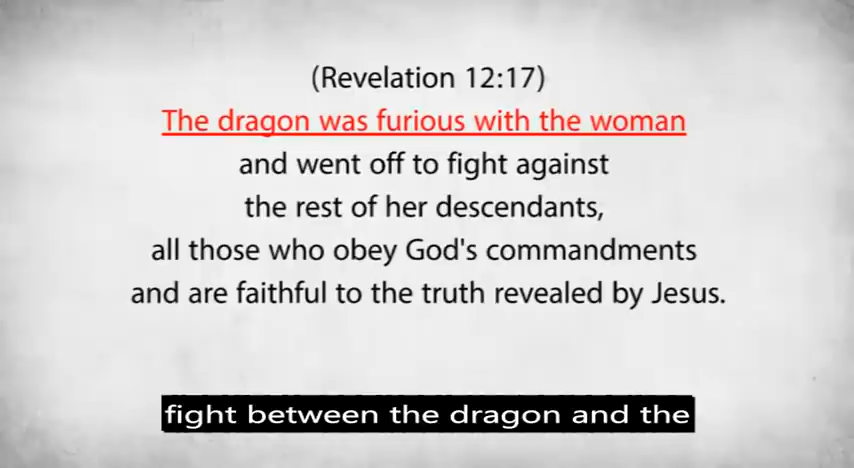 (Revelation 12:17)
The dragon was furious with the woman
and went off to fight against
the rest of her descendants,
all those who obey God's commandments
and are faithful to the truth revealed by Jesus.
fight between the dragon and the